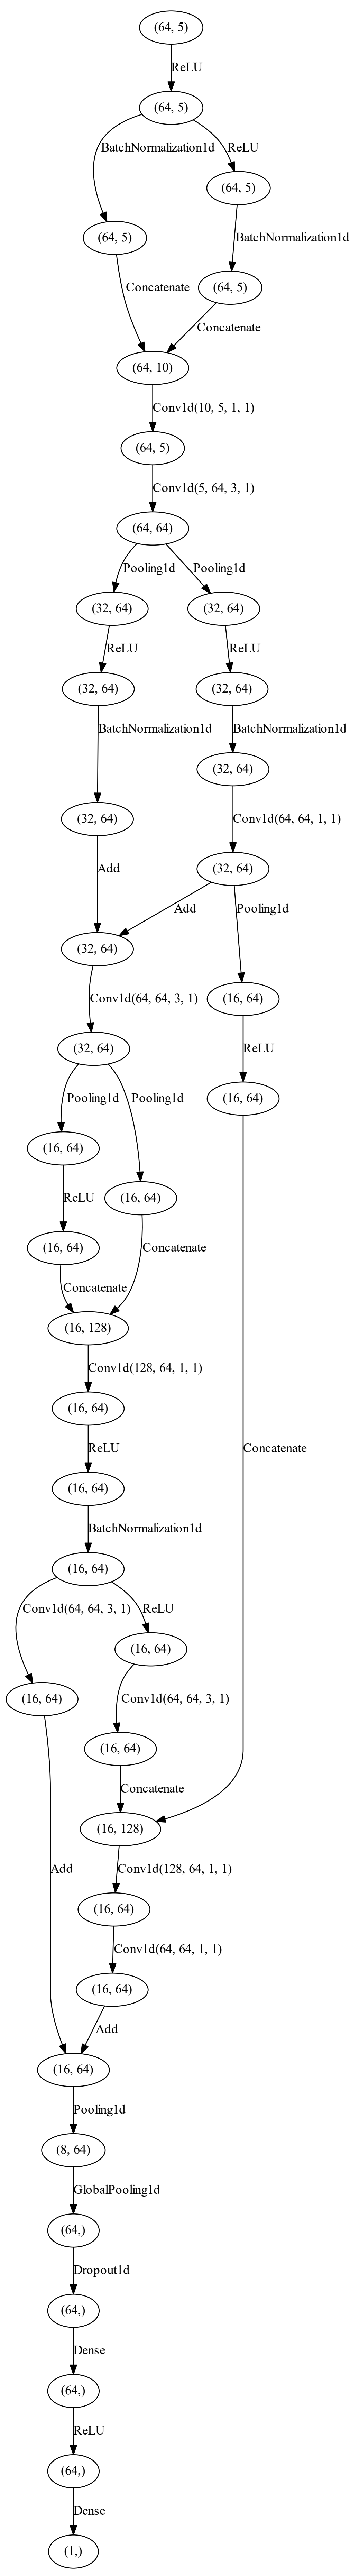 (64, 5)
ReLU
(64, 5)
BatchNormalization1d
ReLU
(64, 5)
(64, 5)
BatchNormalization1d
Concatenate
(64, 5)
Concatenate
(64, 10)
Conv1d(10, 5, 1, 1)
(64, 5)
Conv1d(5, 64, 3, 1)
(64, 64)
Pooling1d
Pooling1d
(32, 64)
(32, 64)
ReLU
ReLU
(32, 64)
(32, 64)
BatchNormalization1d
BatchNormalization1d
(32, 64)
(32, 64)
Conv1d(64, 64, 1, 1)
Add
(32, 64)
Add
Pooling1d
(32, 64)
(16, 64)
Conv1d(64, 64, 3, 1)
ReLU
(32, 64)
(16, 64)
Pooling1d
Pooling1d
(16, 64)
(16, 64)
ReLU
(16, 64)
Concatenate
Concatenate
(16, 128)
Conv1d(128, 64, 1, 1)
(16, 64)
ReLU
Concatenate
(16, 64)
BatchNormalization1d
(16, 64)
Conv1d(64, 64, 3, 1)
ReLU
(16, 64)
(16, 64)
Conv1d(64, 64, 3, 1)
(16, 64)
Concatenate
(16, 128)
Add
Conv1d(128, 64, 1, 1)
(16, 64)
Conv1d(64, 64, 1, 1)
(16, 64)
Add
(16, 64)
Pooling1d
(8, 64)
GlobalPooling1d
(64,)
Dropout1d
(64,)
Dense
(64,)
ReLU
(64,)
Dense
(1,)